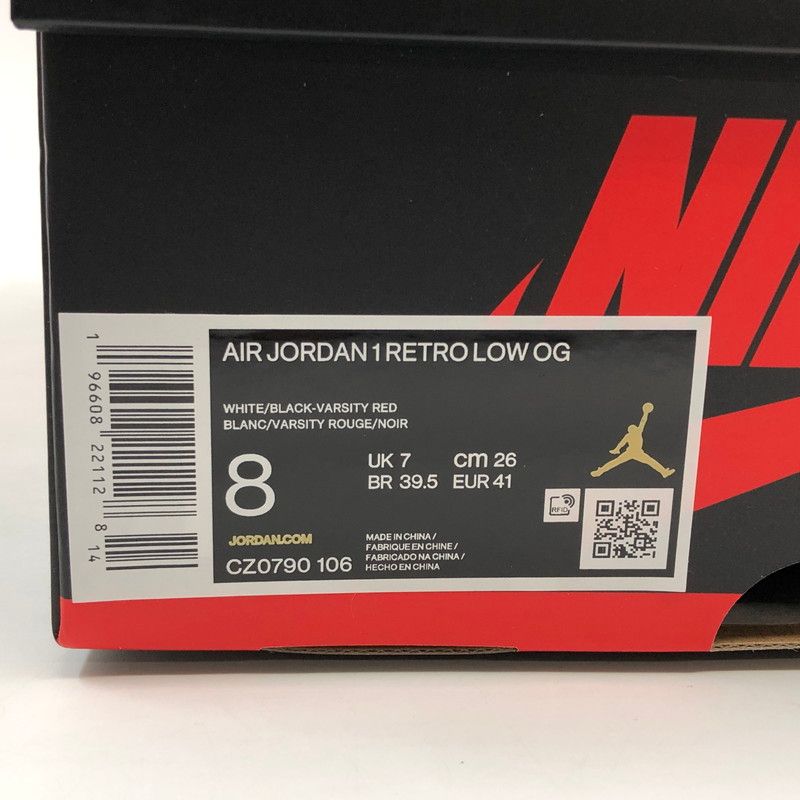 NI
AIR JORDAN 1 RETRO LOW OG
WHITE/BLACK-VARSITY RED
BLANC/VARSITY ROUGE/NOIR
8
UK 7 cm 26
BR 39.5 EUR 41
RFID
JORDAN.COM
CZ0790 106
MADE IN CHINA /
FABRIQUE EN CHINE /
FABRICADO NA CHINA /
HECHO EN CHINA
1 96608 22112 8 14